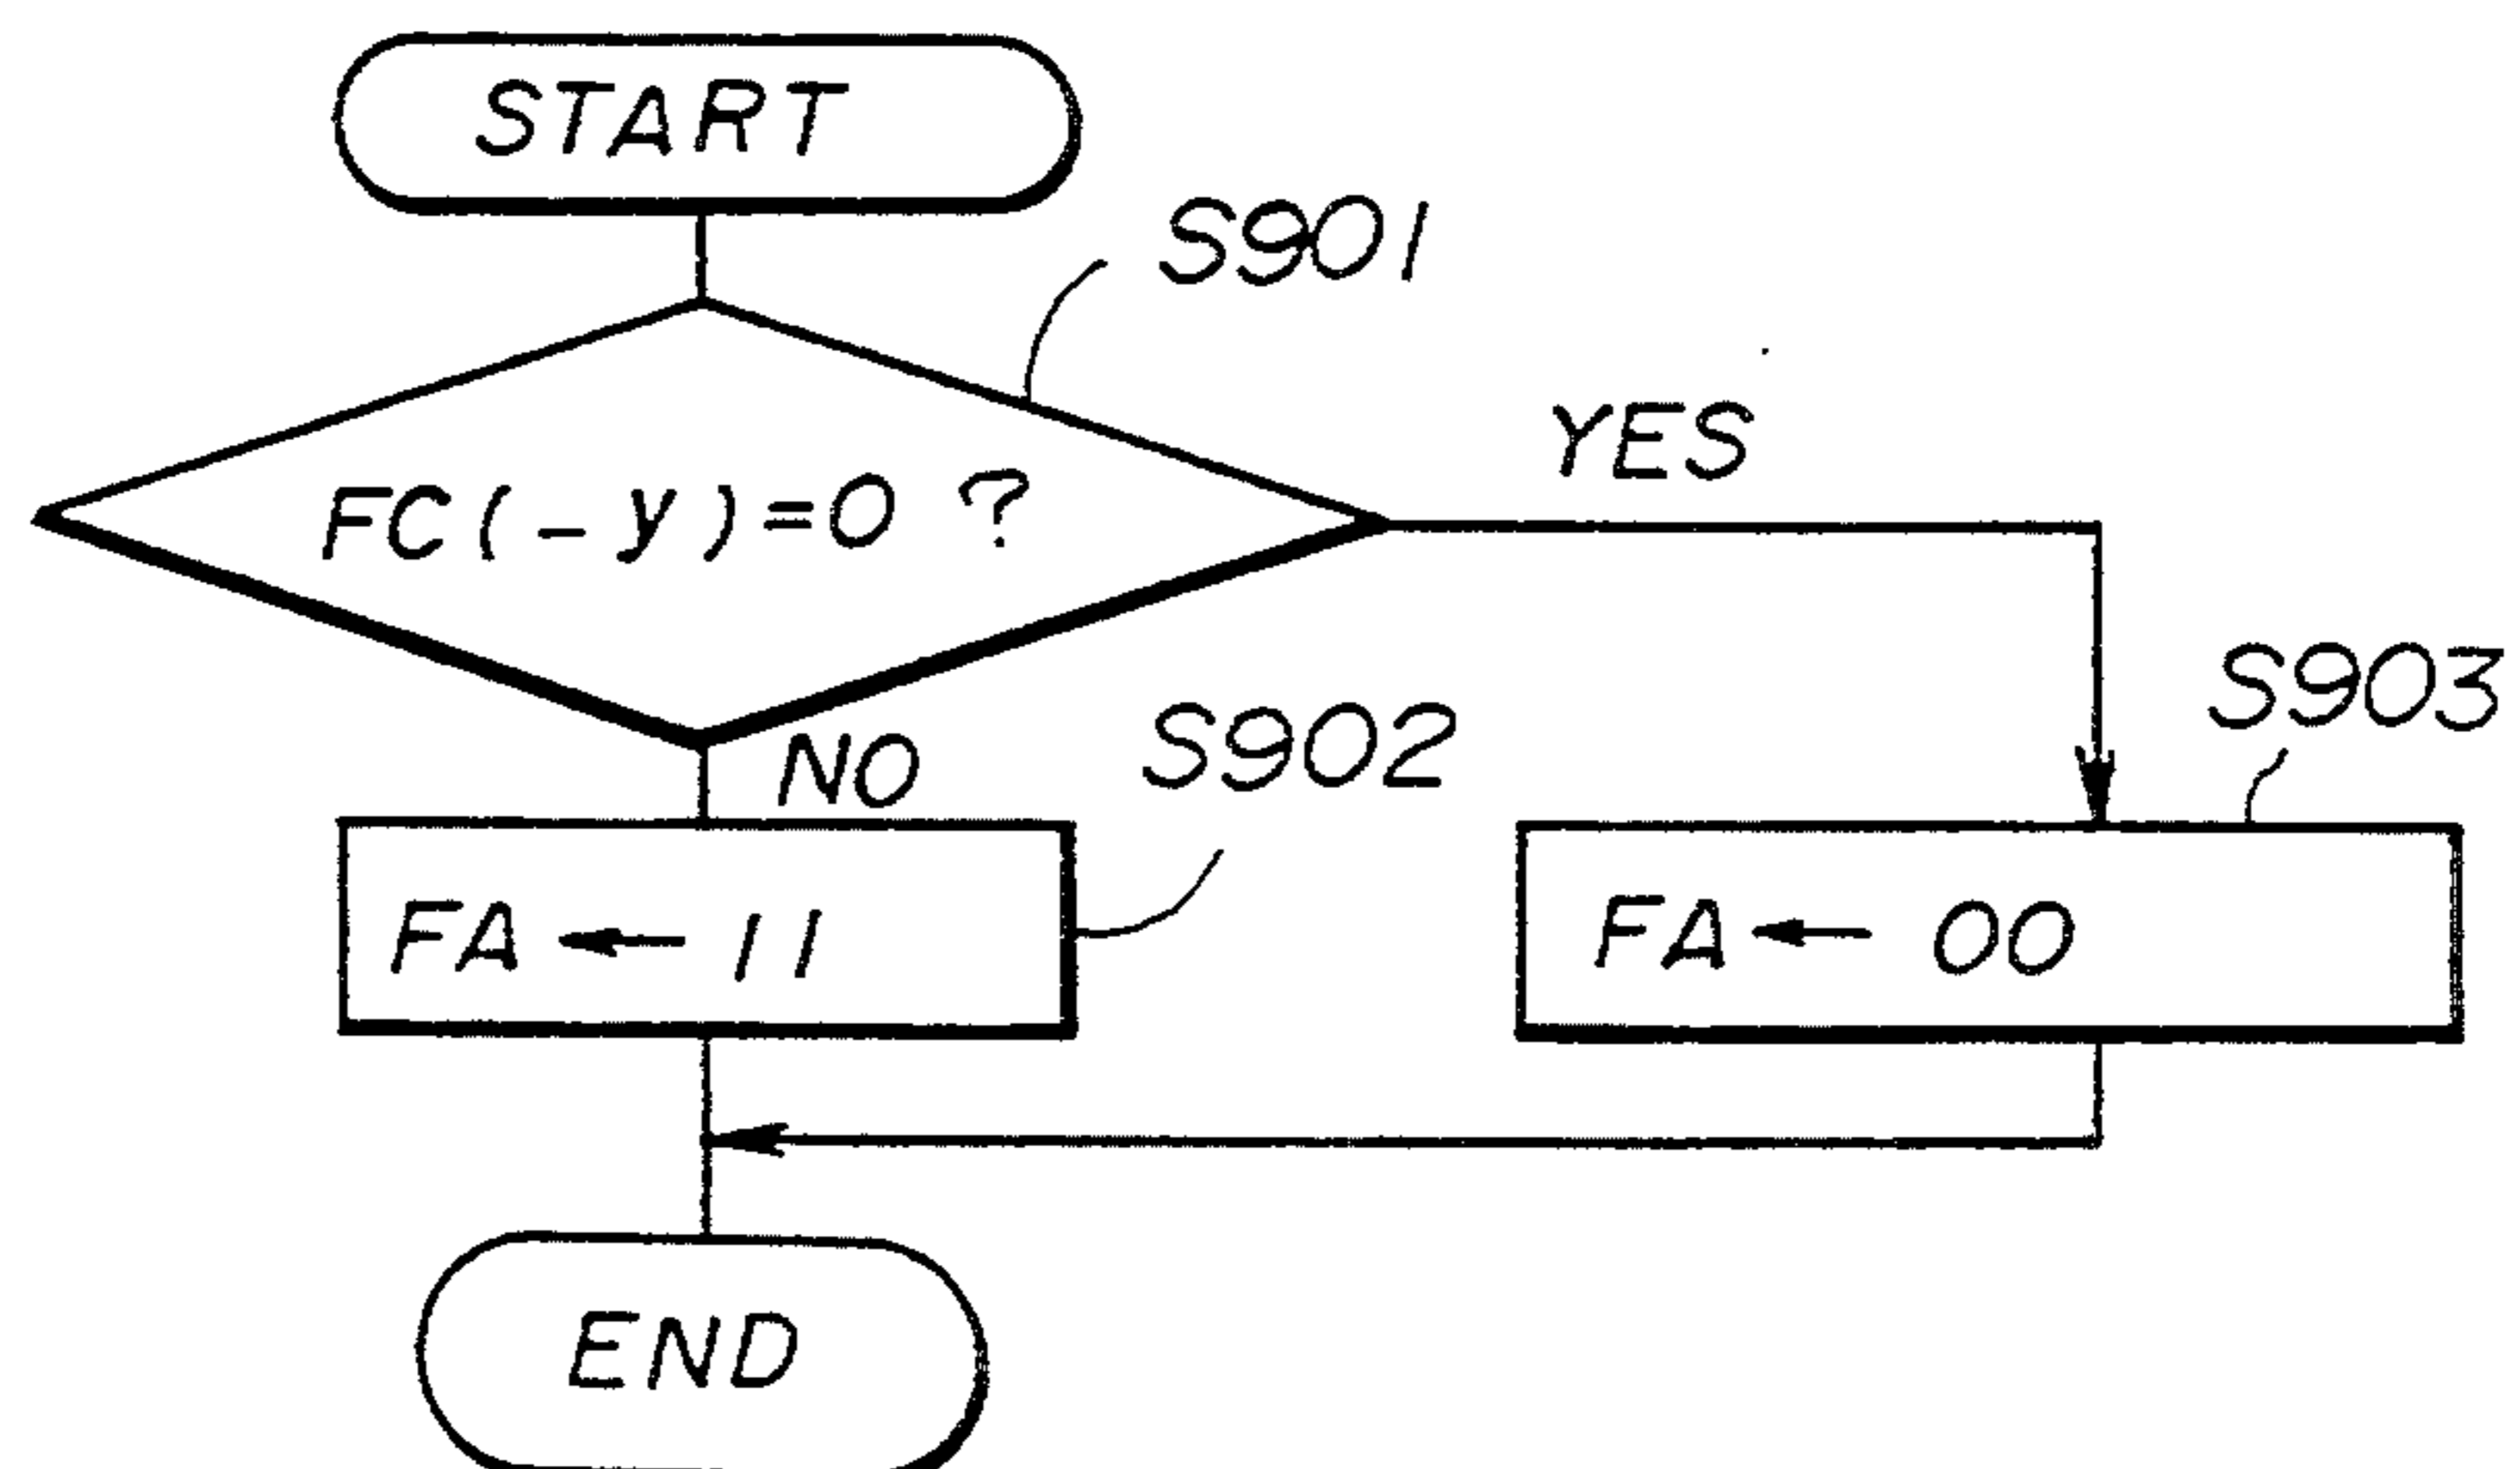 START
S901
FC(-y)=0 ?
YES
NO
S902
S903
FA ← 11
FA ← 00
END